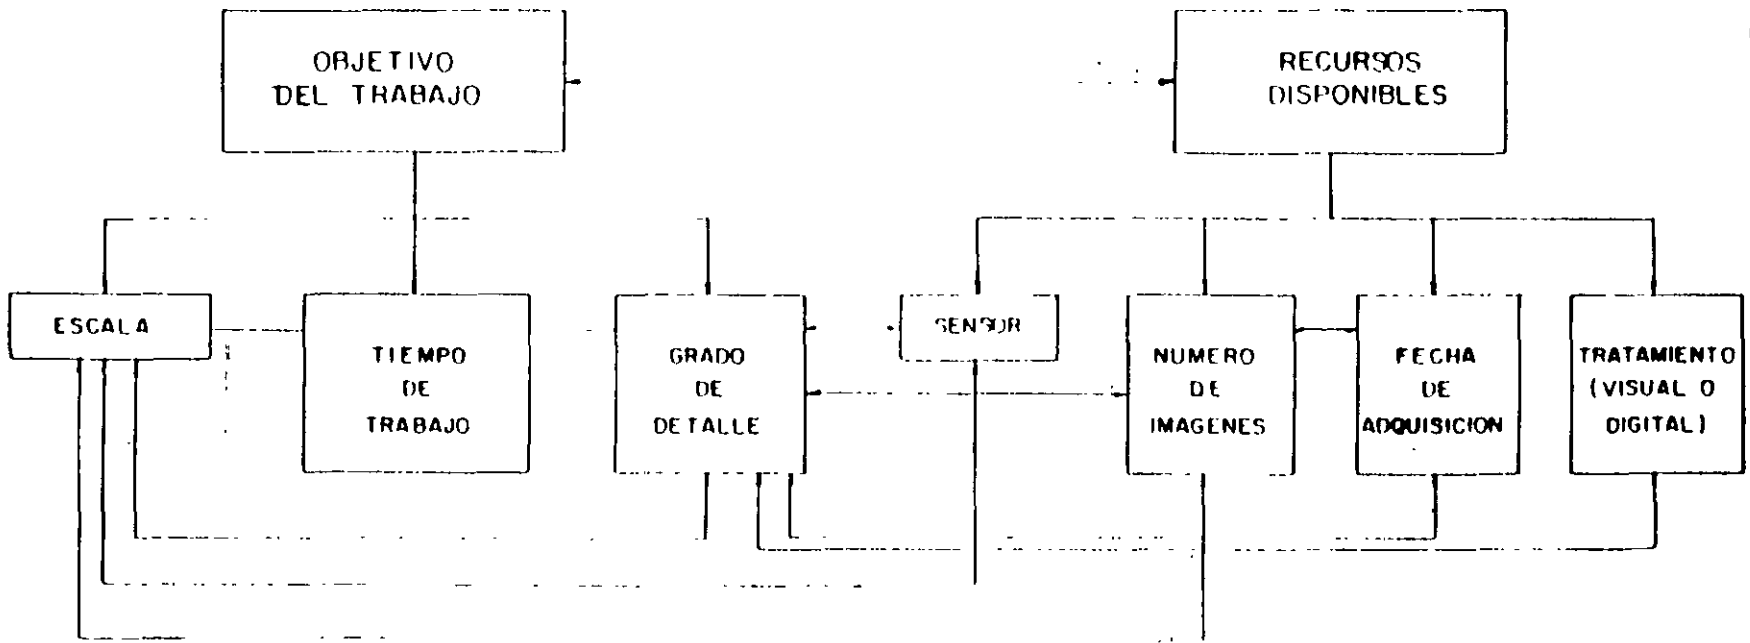 OBJETIVO
DEL TRABAJO
RECURSOS
DISPONIBLES
ESCALA
TIEMPO
DE
TRABAJO
GRADO
DE
DETALLE
SENSOR
NUMERO
DE
IMAGENES
FECHA
DE
ADQUISICION
TRATAMIENTO
(VISUAL O
DIGITAL)